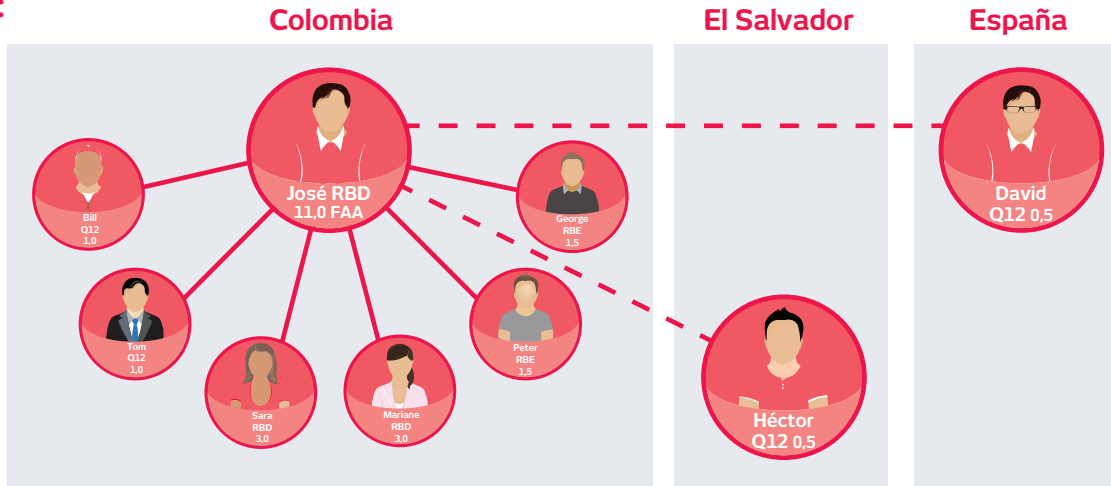 Colombia
El Salvador
España
José RBD
11,0 FAA
David
Q12 0,5
Bill
Q12
1,0
George
RBE
1,5
Tom
Q12
1,0
Peter
RBE
1,5
Sara
RBD
3,0
Mariane
RBD
3,0
Héctor
Q12 0,5